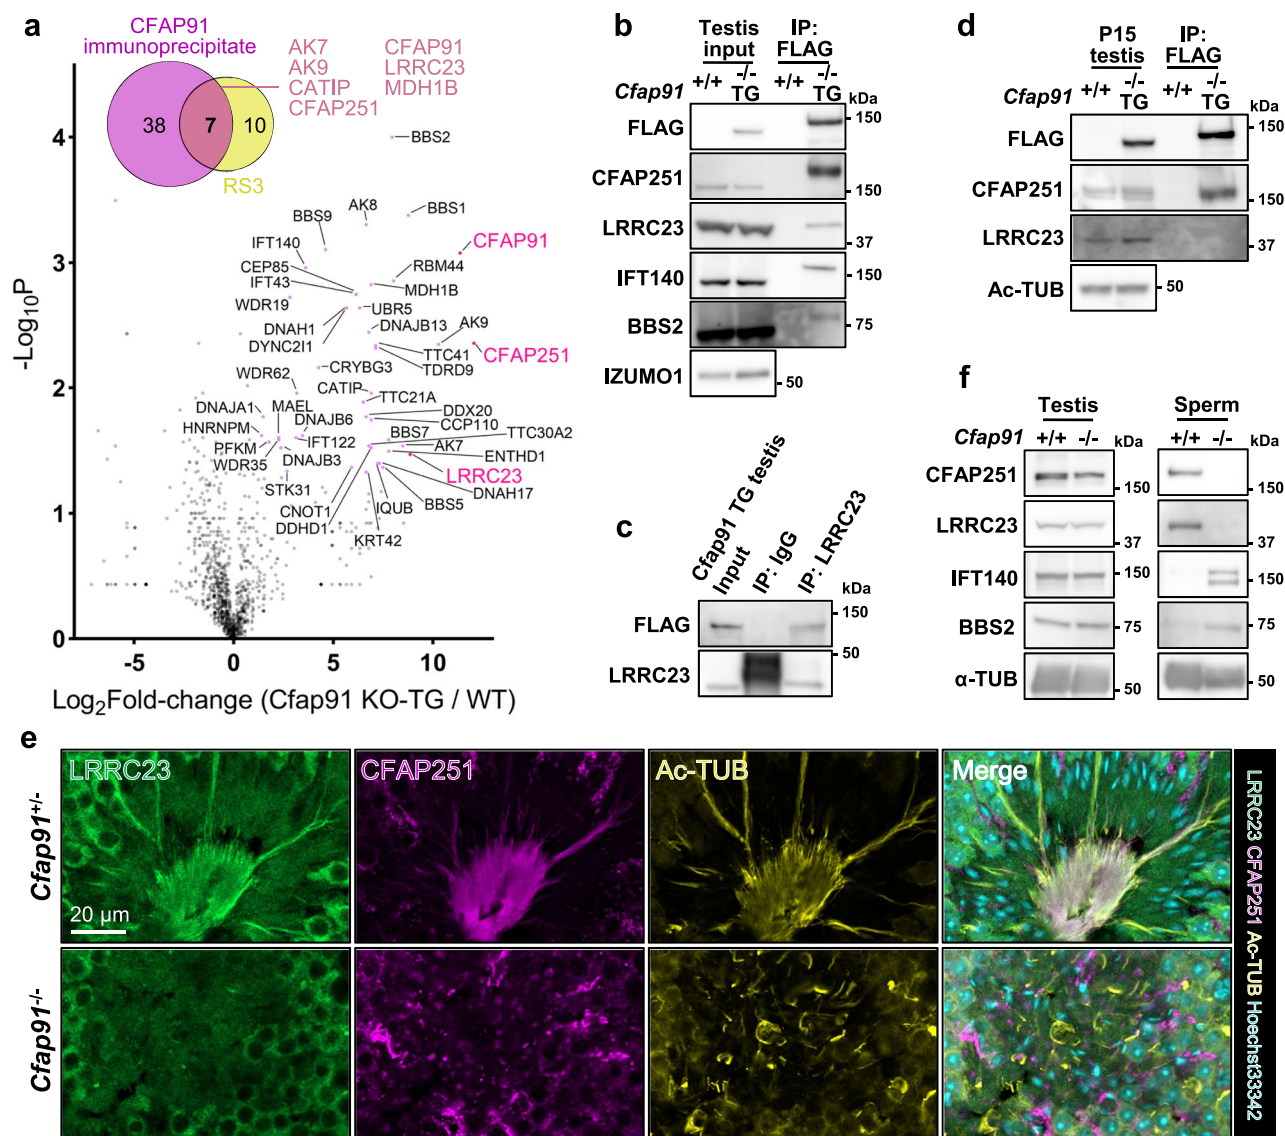 a
CFAP91
immunoprecipitate
38
7
10
RS3
AK7
AK9
CATIP
CFAP251
CFAP91
LRRC23
MDH1B
-Log10P
4
3
2
1
0
-5
0
5
10
Log2Fold-change (Cfap91 KO-TG / WT)
BBS2
BBS1
AK8
BBS9
CFAP91
IFT140
CEP85
IFT43
RBM44
MDH1B
WDR19
UBR5
DNAH1
DYNC2I1
DNAJB13
AK9
CFAP251
TTC41
TDRD9
CRYBG3
WDR62
CATIP
TTC21A
DNAJA1
MAEL
DNAJB6
DDX20
CCP110
HNRNPM
BBS7
TTC30A2
PFKM
IFT122
AK7
WDR35
DNAJB3
ENTHD1
LRRC23
STK31
DNAH17
CNOT1
IQUB
BBS5
DDHD1
KRT42
b
Testis
input
IP:
FLAG
Cfap91
+/+
-/-
TG
+/+
-/-
TG
kDa
FLAG
150
CFAP251
150
LRRC23
37
IFT140
150
BBS2
75
IZUMO1
50
c
Cfap91 TG testis
Input
IP: IgG
IP: LRRC23
kDa
FLAG
150
50
LRRC23
d
P15
testis
IP:
FLAG
Cfap91
+/+
-/-
TG
+/+
-/-
TG
kDa
FLAG
150
CFAP251
150
LRRC23
37
Ac-TUB
50
f
Testis
Sperm
Cfap91
+/+ -/-
kDa
+/+ -/-
kDa
CFAP251
150
150
LRRC23
37
37
IFT140
150
150
BBS2
75
75
α-TUB
50
50
e
LRRC23
CFAP251
Ac-TUB
Merge
Cfap91+/-
20 µm
Cfap91-/-
LRRC23 CFAP251 Ac-TUB Hoechst33342